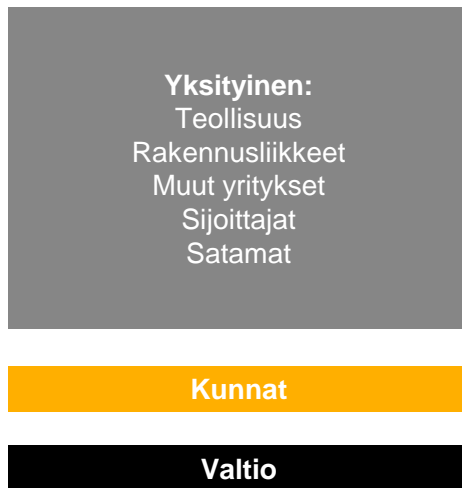 Yksityinen:
Teollisuus
Rakennusliikkeet
Muut yritykset
Sijoittajat
Satamat
Kunnat
Valtio